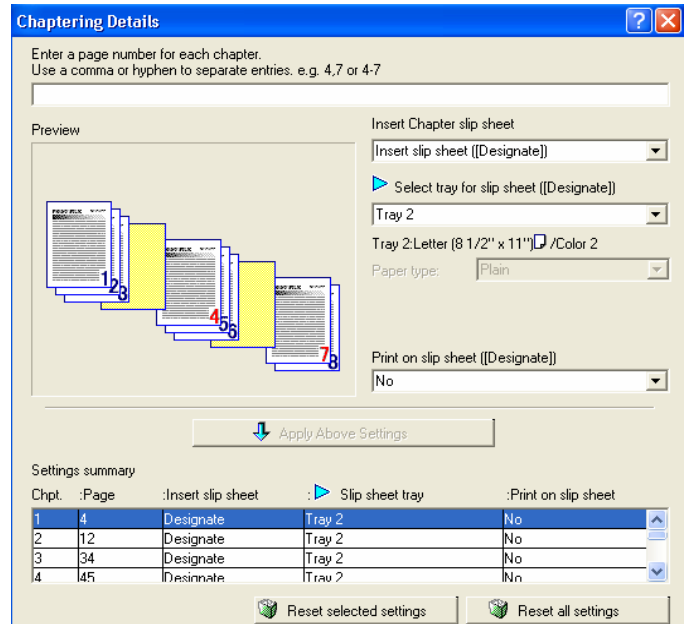 Chaptering Details
Enter a page number for each chapter.
Use a comma or hyphen to separate entries. e.g. 4,7 or 4-7
Preview
Insert Chapter slip sheet
Insert slip sheet ([Designate])
Select tray for slip sheet ([Designate])
Tray 2
Tray 2:Letter (8 1/2" x 11") /Color 2
Paper type: Plain
1 2 3
4 5 6
7 8
Print on slip sheet ([Designate])
No
Apply Above Settings
Settings summary
Chpt. :Page :Insert slip sheet : Slip sheet tray :Print on slip sheet
1 4 Designate Tray 2 No
2 12 Designate Tray 2 No
3 34 Designate Tray 2 No
4 45 Designate Tray 2 No
Reset selected settings Reset all settings